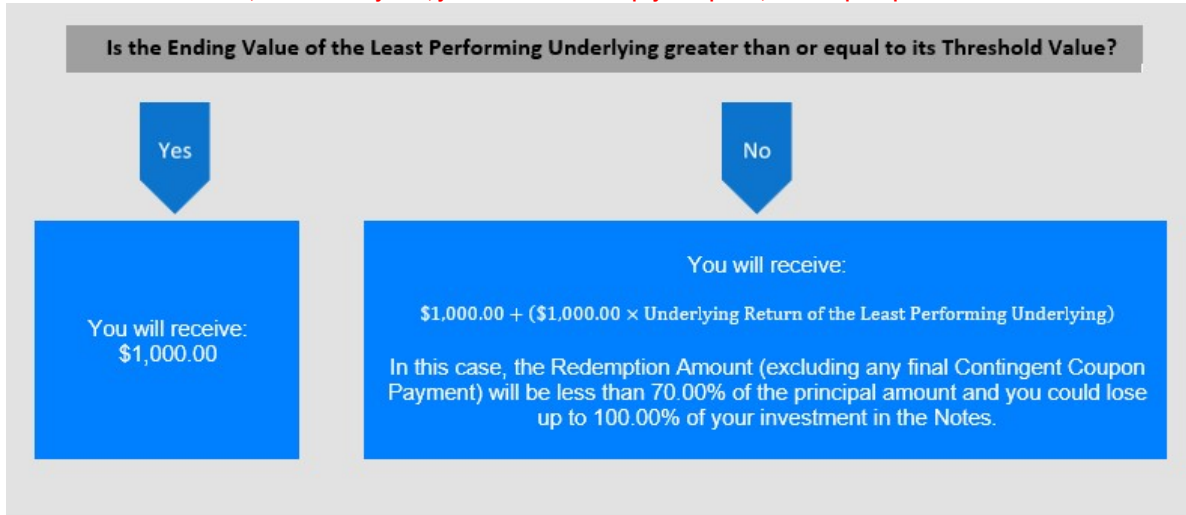 Is the Ending Value of the Least Performing Underlying greater than or equal to its Threshold Value?
Yes
No
You will receive:
$1,000.00
You will receive:
$1,000.00 + ($1,000.00 × Underlying Return of the Least Performing Underlying)
In this case, the Redemption Amount (excluding any final Contingent Coupon
Payment) will be less than 70.00% of the principal amount and you could lose
up to 100.00% of your investment in the Notes.